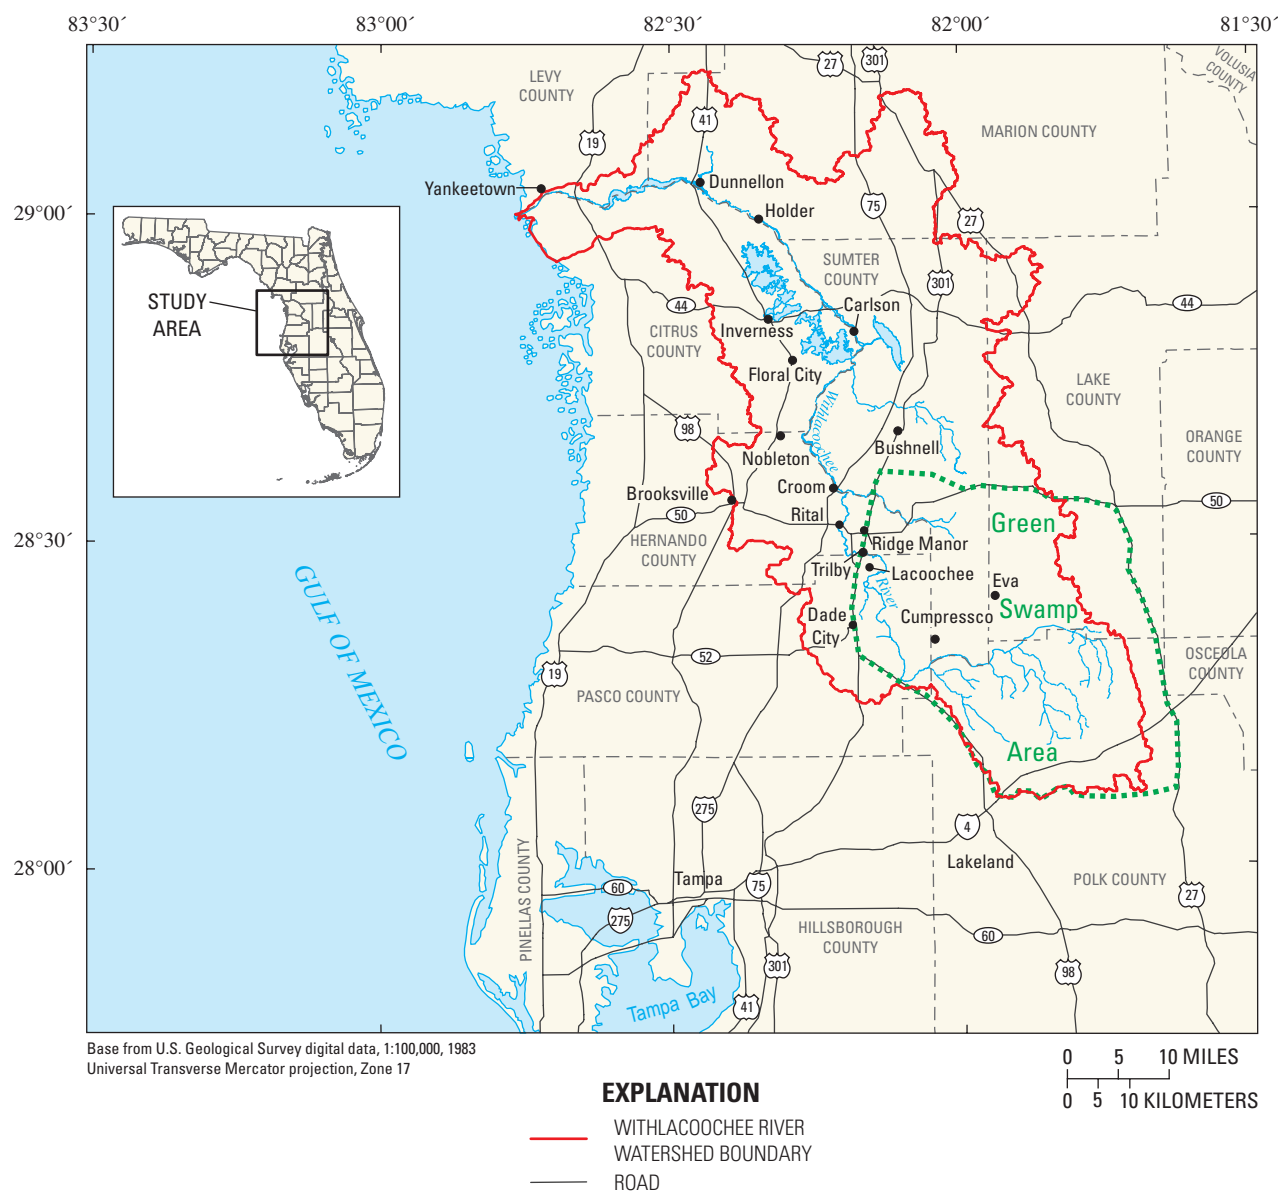 83°30′ 83°00′ 82°30′ 82°00′ 81°30′
29°00′
28°30′
28°00′
LEVY
COUNTY
27
301
VOLUSIA
COUNTY
41
19
MARION COUNTY
Yankeetown
Dunnellon
Holder
75
27
STUDY
AREA
SUMTER
COUNTY
301
44
Carlson
44
CITRUS
COUNTY
Inverness
Floral City
LAKE
COUNTY
Withlacoochee
98
Bushnell
ORANGE
COUNTY
Nobleton
Croom
Brooksville
50
Rital
50
Green
HERNANDO
COUNTY
Ridge Manor
Trilby
Lacoochee
River
Eva
Swamp
Dade
City
Cumpressco
GULF OF MEXICO
52
OSCEOLA
COUNTY
19
PASCO COUNTY
Area
275
4
Lakeland
PINELLAS COUNTY
60
Tampa
75
POLK COUNTY
27
275
HILLSBOROUGH
COUNTY
60
301
98
Tampa Bay
41
Base from U.S. Geological Survey digital data, 1:100,000, 1983
Universal Transverse Mercator projection, Zone 17
0 5 10 MILES
0 5 10 KILOMETERS
EXPLANATION
WITHLACOOCHEE RIVER
WATERSHED BOUNDARY
ROAD